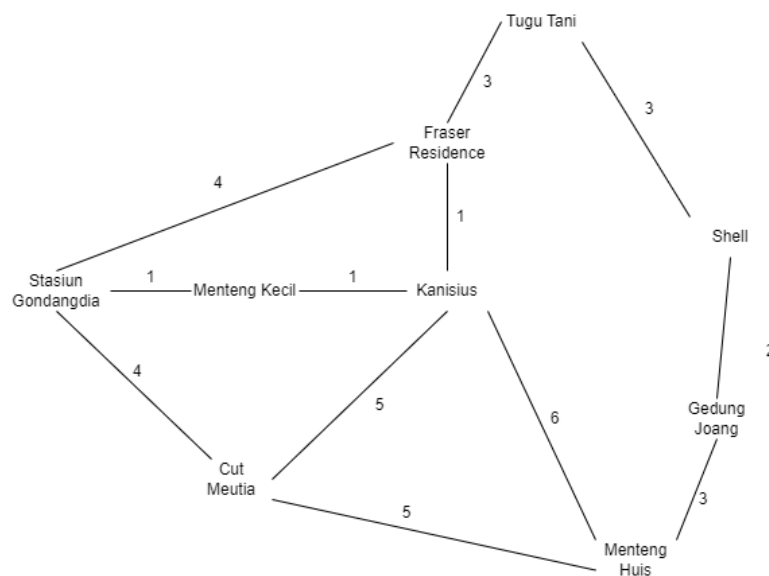 Tugu Tani
3
3
Fraser
Residence
4
1
Shell
Stasiun
Gondangdia
1
Menteng Kecil
1
Kanisius
2
4
5
6
Gedung
Joang
Cut
Meutia
3
5
Menteng
Huis